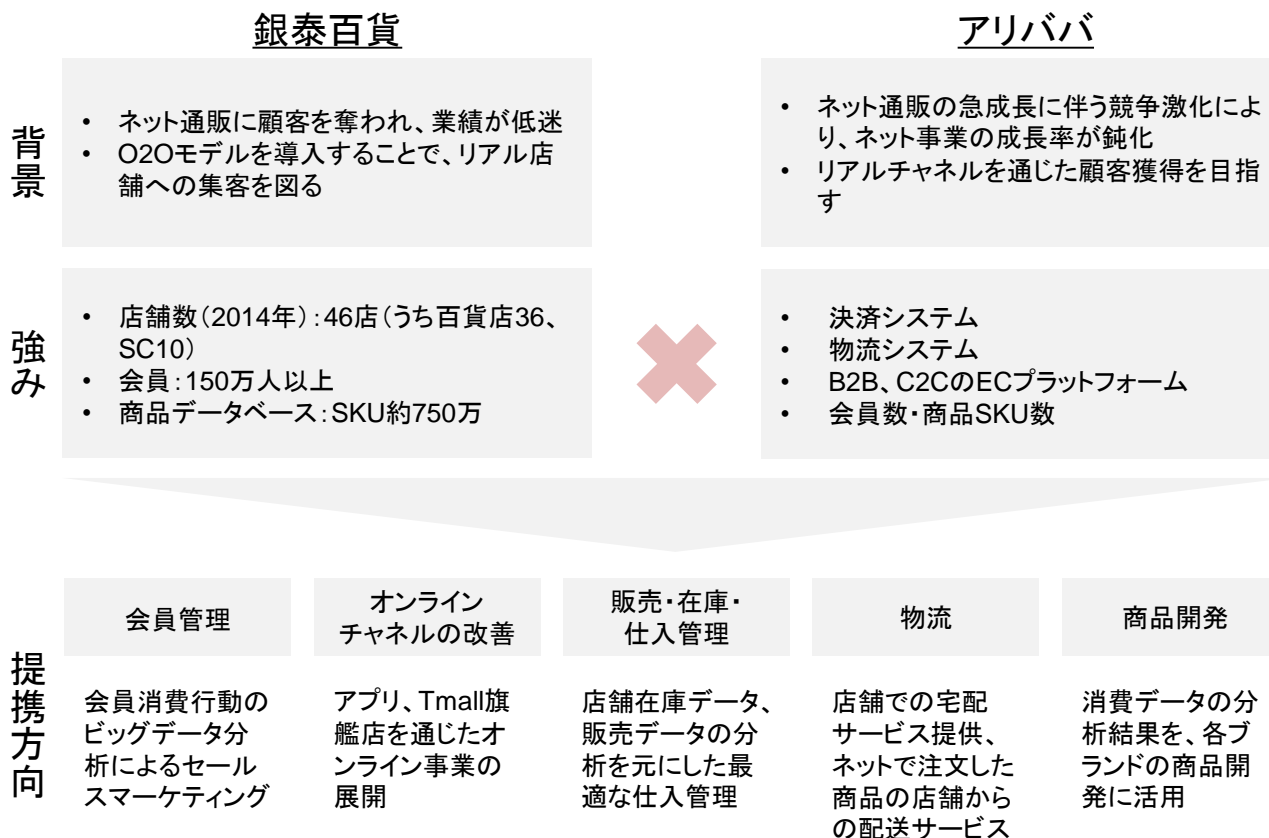 銀泰百貨
アリババ
背景
• ネット通販に顧客を奪われ、業績が低迷
• O2Oモデルを導入することで、リアル店
舗への集客を図る
• ネット通販の急成長に伴う競争激化によ
り、ネット事業の成長率が鈍化
• リアルチャネルを通じた顧客獲得を目指
す
強み
• 店舗数(2014年):46店(うち百貨店36、
SC10)
• 会員:150万人以上
• 商品データベース:SKU約750万
• 決済システム
• 物流システム
• B2B、C2CのECプラットフォーム
• 会員数・商品SKU数
提携方向
会員管理
会員消費行動の
ビッグデータ分
析によるセール
スマーケティング
オンライン
チャネルの改善
アプリ、Tmall旗
艦店を通じたオ
ンライン事業の
展開
販売・在庫・
仕入管理
店舗在庫データ、
販売データの分
析を元にした最
適な仕入管理
物流
店舗での宅配
サービス提供、
ネットで注文した
商品の店舗から
の配送サービス
商品開発
消費データの分
析結果を、各ブ
ランドの商品開
発に活用